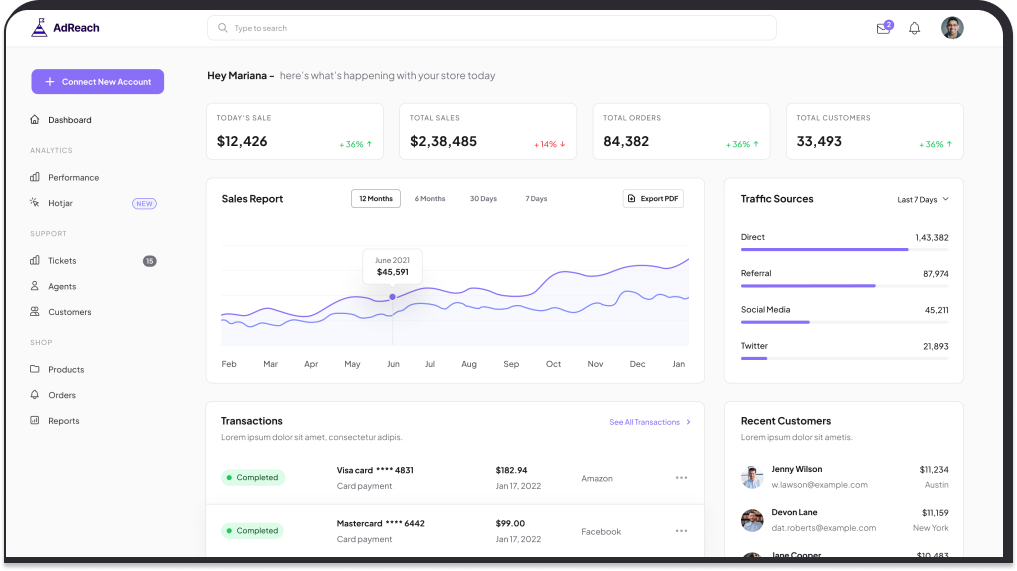 AdReach
Type to search
2
Connect New Account
Dashboard
ANALYTICS
Performance
Hotjar NEW
SUPPORT
Tickets 15
Agents
Customers
SHOP
Products
Orders
Reports
Hey Mariana - here's what's happening with your store today
TODAY'S SALE
$12,426
+36% ↑
TOTAL SALES
$2,38,485
+14% ↓
TOTAL ORDERS
84,382
+36% ↑
TOTAL CUSTOMERS
33,493
+36% ↑
Sales Report
12 Months 6 Months 30 Days 7 Days
Export PDF
June 2021
$45,591
Feb Mar Apr May Jun Jul Aug Sep Oct Nov Dec Jan
Traffic Sources
Last 7 Days
Direct 1,43,382
Referral 87,974
Social Media 45,211
Twitter 21,893
Transactions
See All Transactions
Lorem ipsum dolor sit amet, consectetur adipis.
Completed
Visa card **** 4831
Card payment
$182.94
Jan 17, 2022
Amazon
Completed
Mastercard **** 6442
Card payment
$99.00
Jan 17, 2022
Facebook
Recent Customers
Lorem ipsum dolor sit ametis.
Jenny Wilson $11,234
w.lawson@example.com Austin
Devon Lane $11,159
dat.roberts@example.com New York
Jane Cooper $10,483